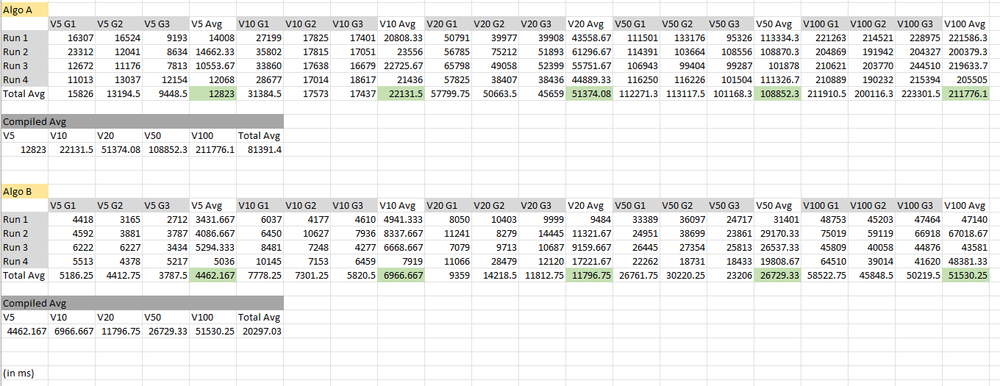 Algo A
V5 G1 V5 G2 V5 G3 V5 Avg V10 G1 V10 G2 V10 G3 V10 Avg V20 G1 V20 G2 V20 G3 V20 Avg V50 G1 V50 G2 V50 G3 V50 Avg V100 G1 V100 G2 V100 G3 V100 Avg
Run 1 16307 16524 9193 14008 27199 17825 17401 20808.33 50791 39977 39908 43558.67 111501 133176 95326 113334.3 221263 214521 228975 221586.3
Run 2 23312 12041 8634 14662.33 35802 17815 17051 23556 56785 75212 51893 61296.67 114391 103664 108556 108870.3 204869 191942 204327 200379.3
Run 3 12672 11176 7813 10553.67 33860 17638 16679 22725.67 65798 49058 52399 55751.67 106943 99404 99287 101878 210621 203770 244510 219633.7
Run 4 11013 13037 12154 12068 28677 17014 18617 21436 57825 38407 38436 44889.33 116250 116226 101504 111326.7 210889 190232 215394 205505
Total Avg 15826 13194.5 9448.5 12823 31384.5 17573 17437 22131.5 57799.75 50663.5 45659 51374.08 112271.3 113117.5 101168.3 108852.3 211910.5 200116.3 223301.5 211776.1
Compiled Avg
V5 V10 V20 V50 V100 Total Avg
12823 22131.5 51374.08 108852.3 211776.1 81391.4
Algo B
V5 G1 V5 G2 V5 G3 V5 Avg V10 G1 V10 G2 V10 G3 V10 Avg V20 G1 V20 G2 V20 G3 V20 Avg V50 G1 V50 G2 V50 G3 V50 Avg V100 G1 V100 G2 V100 G3 V100 Avg
Run 1 4418 3165 2712 3431.667 6037 4177 4610 4941.333 8050 10403 9999 9484 33389 36097 24717 31401 48753 45203 47464 47140
Run 2 4592 3881 3787 4086.667 6450 10627 7936 8337.667 11241 8279 14445 11321.67 24951 38699 23861 29170.33 75019 59119 66918 67018.67
Run 3 6222 6227 3434 5294.333 8481 7248 4277 6668.667 7079 9713 10687 9159.667 26445 27354 25813 26537.33 45809 40058 44876 43581
Run 4 5513 4378 5217 5036 10145 7153 6459 7919 11066 28479 12120 17221.67 22262 18731 18433 19808.67 64510 39014 41620 48381.33
Total Avg 5186.25 4412.75 3787.5 4462.167 7778.25 7301.25 5820.5 6966.667 9359 14218.5 11812.75 11796.75 26761.75 30220.25 23206 26729.33 58522.75 45848.5 50219.5 51530.25
Compiled Avg
V5 V10 V20 V50 V100 Total Avg
4462.167 6966.667 11796.75 26729.33 51530.25 20297.03
(in ms)